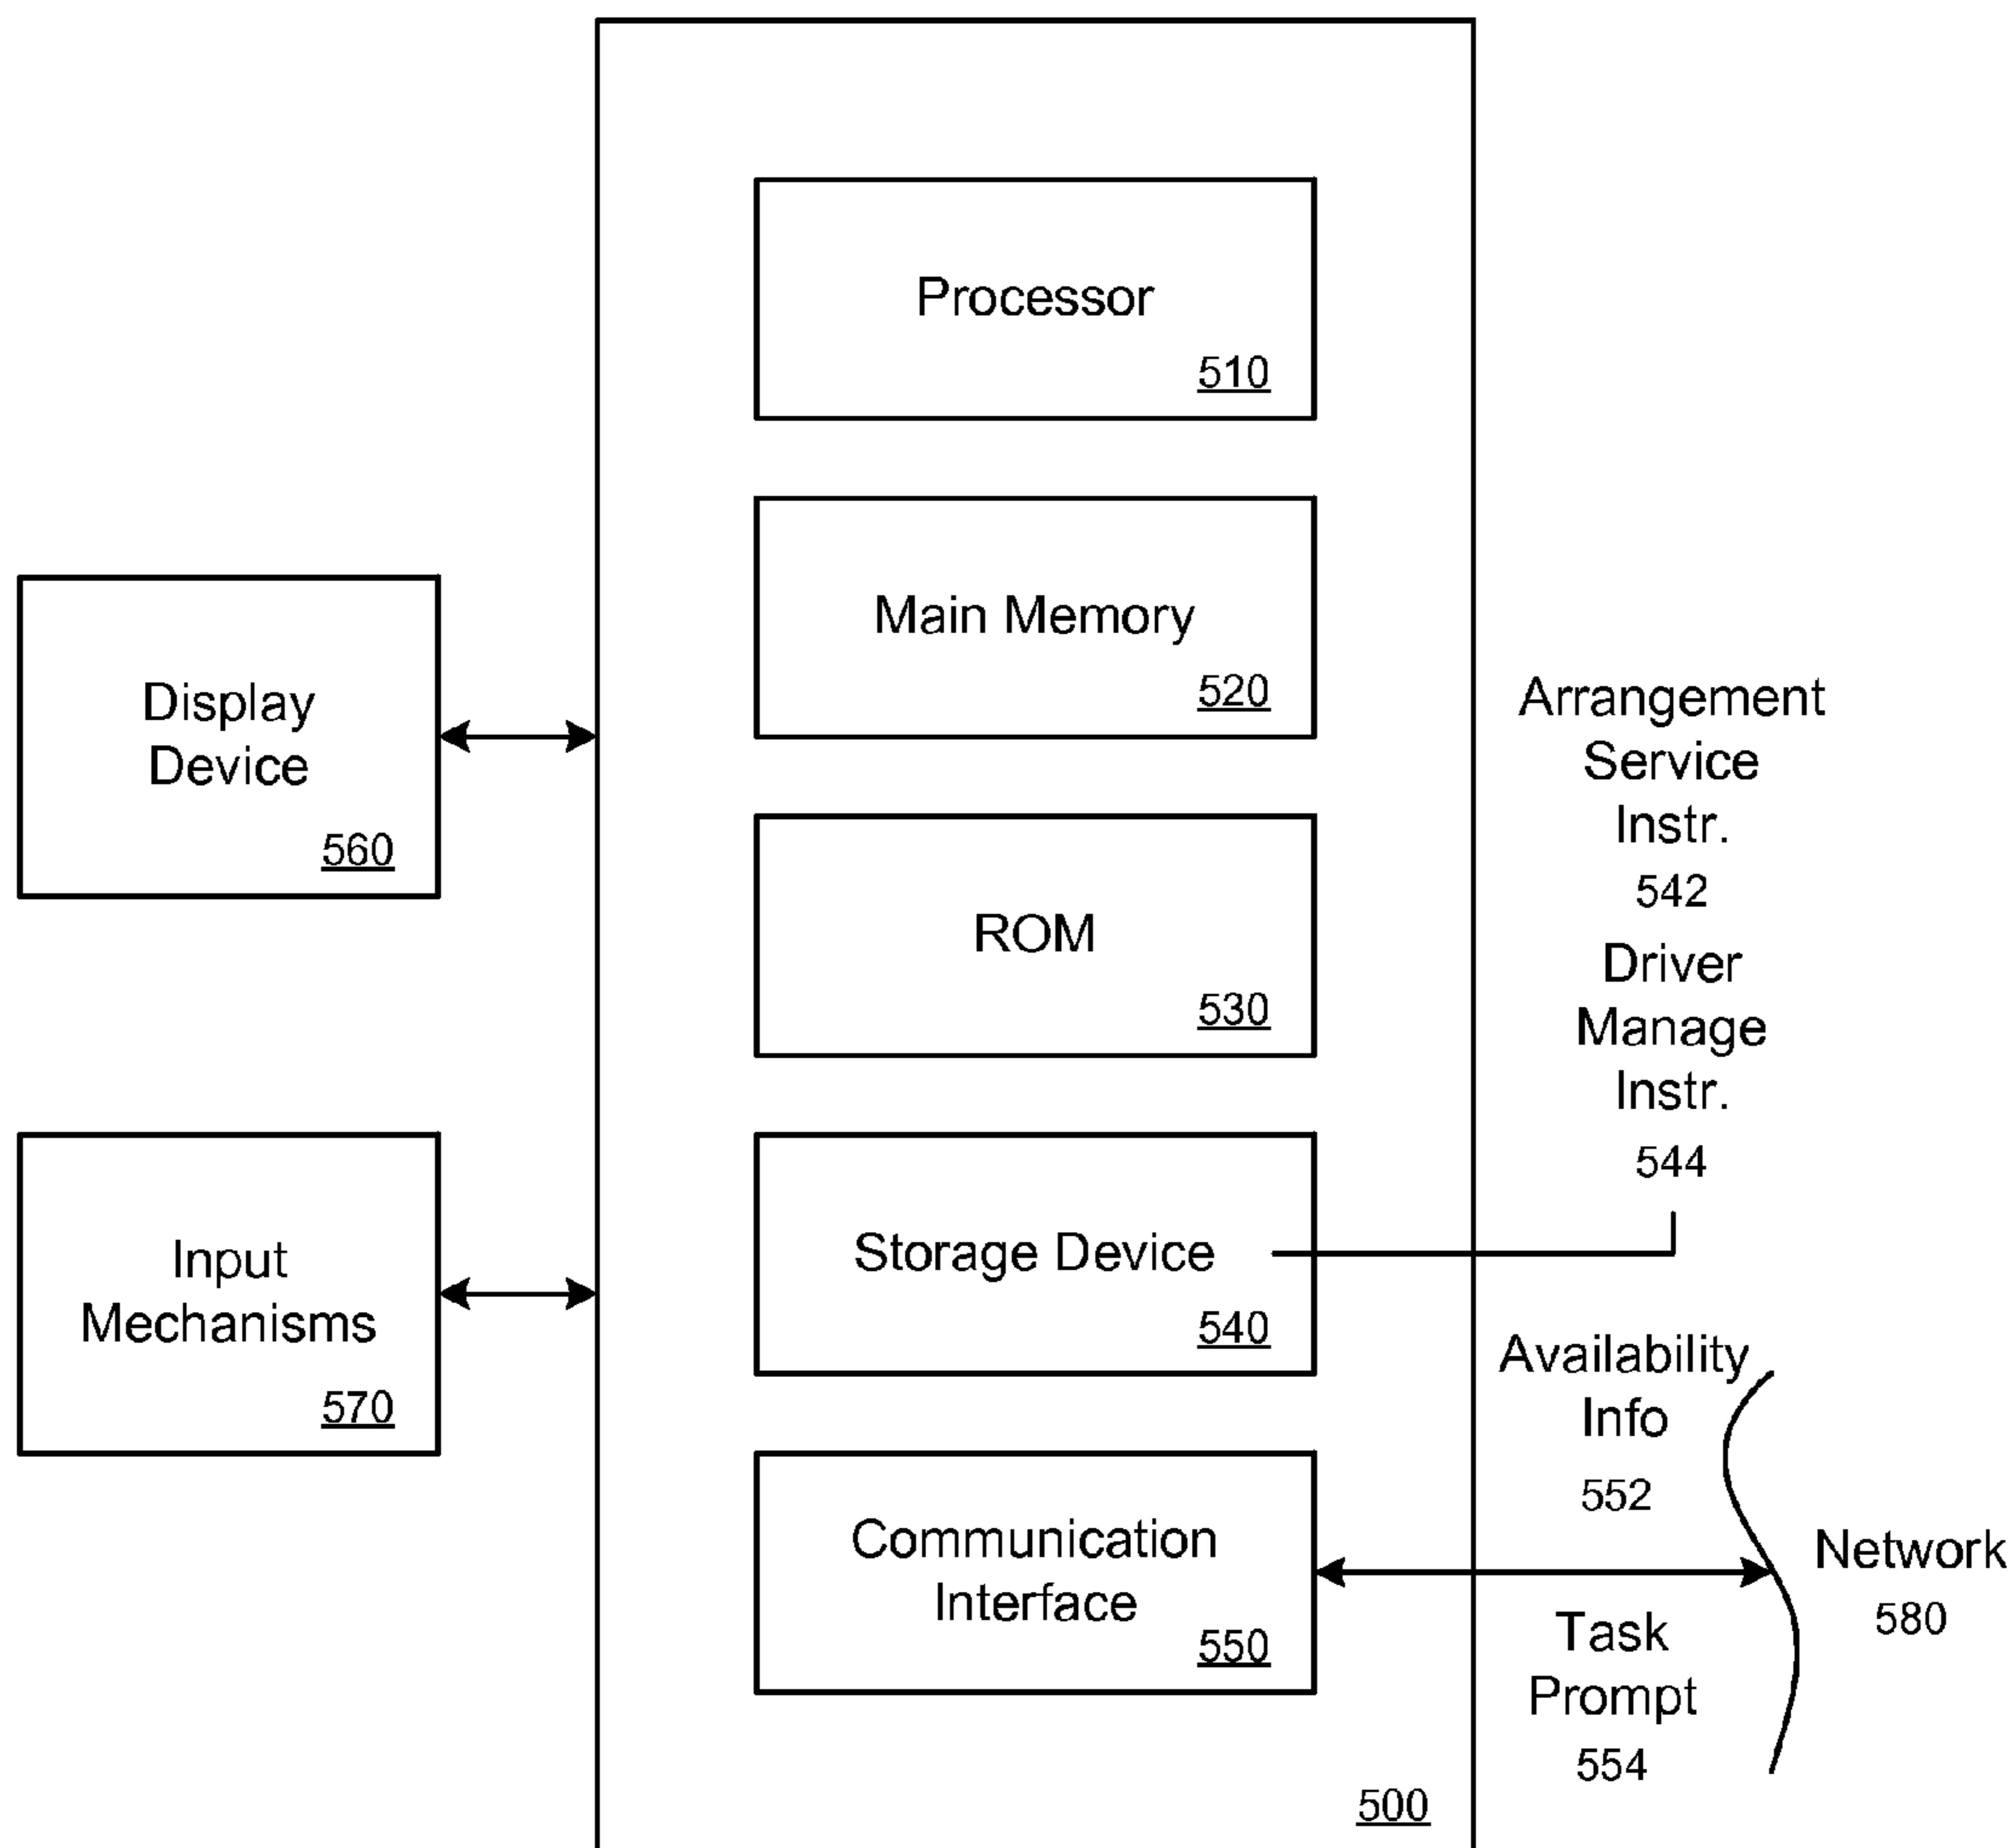 Processor
510
Main Memory
520
ROM
530
Storage Device
540
Communication
Interface
550
500
Display
Device
560
Input
Mechanisms
570
Arrangement
Service
Instr.
542
Driver
Manage
Instr.
544
Availability
Info
552
Task
Prompt
554
Network
580